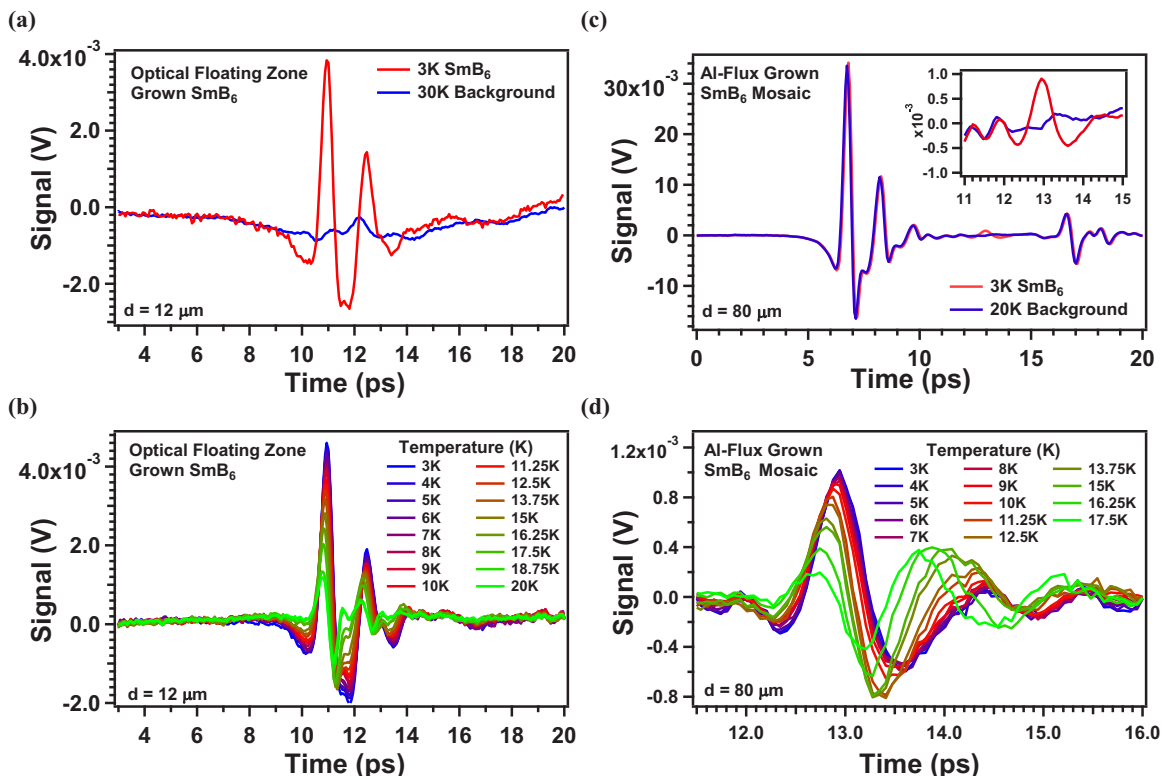 (a)
4.0x10⁻³
2.0
0.0
-2.0
Signal (V)
Optical Floating Zone
Grown SmB₆
3K SmB₆
30K Background
d = 12 µm
4 6 8 10 12 14 16 18 20
Time (ps)
(c)
30x10⁻³
20
10
0
-10
Signal (V)
Al-Flux Grown
SmB₆ Mosaic
1.0
0.5
0.0
-0.5
-1.0
x10⁻³
11 12 13 14 15
3K SmB₆
20K Background
d = 80 µm
0 5 10 15 20
Time (ps)
(b)
4.0x10⁻³
2.0
0.0
-2.0
Signal (V)
Optical Floating Zone
Grown SmB₆
Temperature (K)
3K 11.25K
4K 12.5K
5K 13.75K
6K 15K
7K 16.25K
8K 17.5K
9K 18.75K
10K 20K
d = 12 µm
4 6 8 10 12 14 16 18 20
Time (ps)
(d)
1.2x10⁻³
0.8
0.4
0.0
-0.4
-0.8
Signal (V)
Al-Flux Grown
SmB₆ Mosaic
Temperature (K)
3K 8K 13.75K
4K 9K 15K
5K 10K 16.25K
6K 11.25K 17.5K
7K 12.5K
d = 80 µm
12.0 13.0 14.0 15.0 16.0
Time (ps)